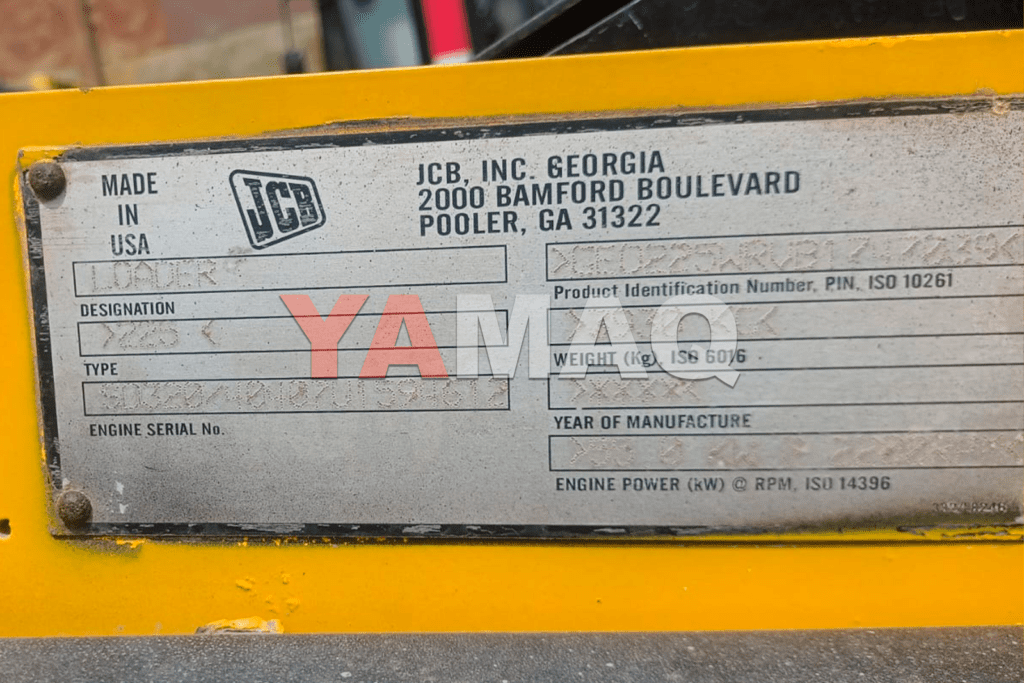 MADE
IN
USA
JCB
JCB, INC. GEORGIA
2000 BAMFORD BOULEVARD
POOLER, GA 31322
LOADER
DESIGNATION
TYPE
ENGINE SERIAL No.
Product Identification Number, PIN, ISO 10261
WEIGHT (Kg), ISO 6016
YEAR OF MANUFACTURE
ENGINE POWER (kW) @ RPM, ISO 14396
YAMAQ